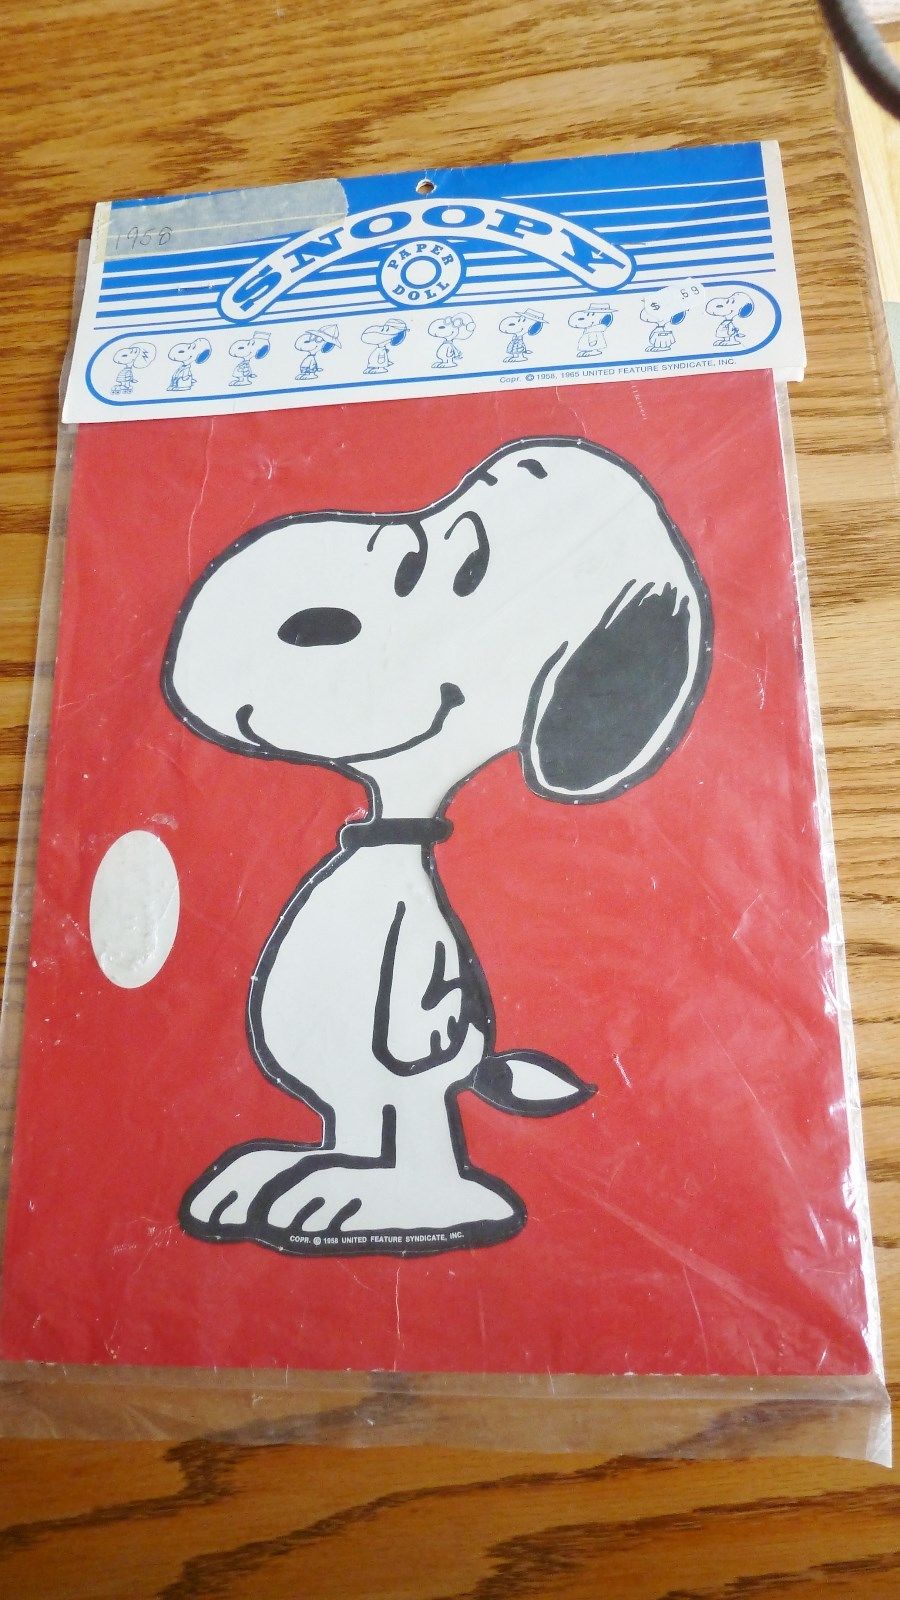 1958
SNOOPY
PAPER
DOLL
$ .69
Copr. © 1958, 1965 UNITED FEATURE SYNDICATE, INC.
COPR. © 1958 UNITED FEATURE SYNDICATE, INC.